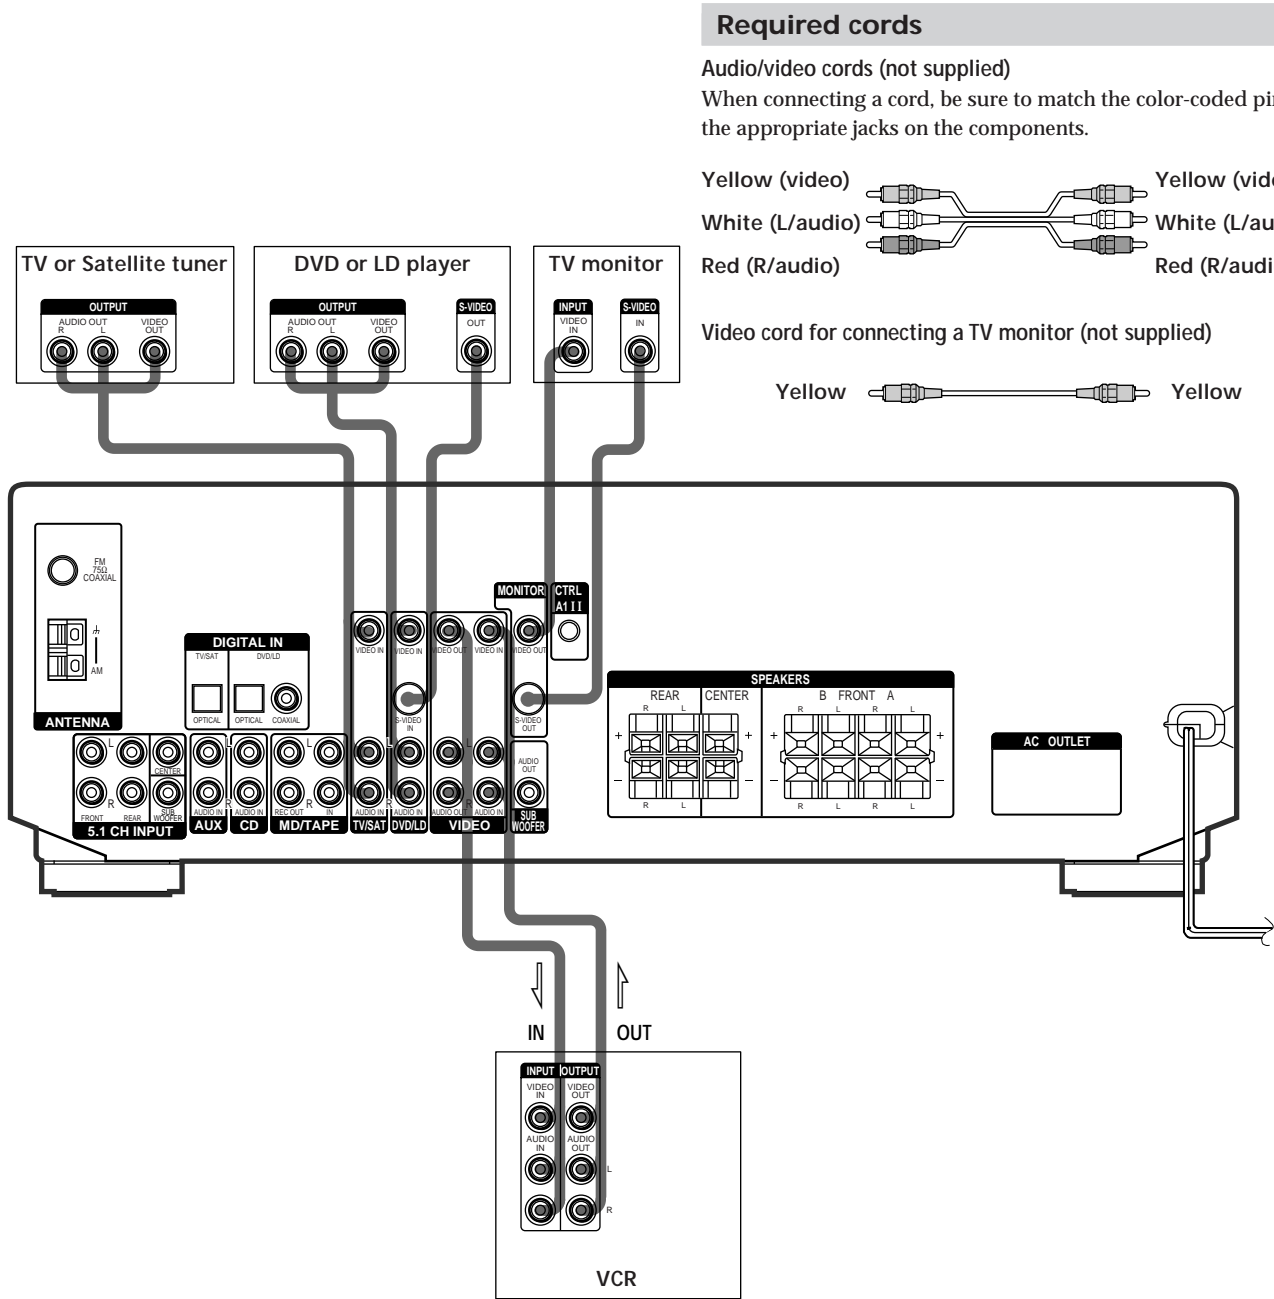 Required cords
Audio/video cords (not supplied)
When connecting a cord, be sure to match the color-coded
the appropriate jacks on the components.
Yellow (video)
White (L/audio)
White
Red (R/audio)
Red
Yellow
Video cord for connecting a TV monitor (not supplied)
Yellow
Yellow
TV or Satellite tuner
OUTPUT
AUDIO OUT
R L
VIDEO
OUT
DVD or LD player
OUTPUT
AUDIO OUT
R L
VIDEO
OUT
S-VIDEO
OUT
TV monitor
INPUT
VIDEO
IN
S-VIDEO
IN
FM
75Ω
COAXIAL
AM
ANTENNA
DIGITAL IN
TV/SAT
DVD/LD
OPTICAL
OPTICAL
COAXIAL
MONITOR
CTRL
A1 II
VIDEO IN
VIDEO IN
VIDEO OUT
VIDEO IN
VIDEO OUT
S-VIDEO
IN
S-VIDEO
OUT
L
L
L
L
L
CENTER
AUDIO
OUT
R
R
R
R
R
FRONT
REAR
SUB
WOOFER
AUDIO IN
AUDIO IN
REC OUT
IN
AUDIO IN
AUDIO IN
AUDIO OUT
AUDIO IN
5.1 CH INPUT
AUX
CD
MD/TAPE
TV/SAT
DVD/LD
VIDEO
SUB
WOOFER
SPEAKERS
REAR
CENTER
B FRONT A
R L
R L R L
+ +
+ +
– –
– –
R L
R L R L
AC OUTLET
IN
OUT
INPUT
OUTPUT
VIDEO
IN
VIDEO
OUT
AUDIO
IN
AUDIO
OUT
L
R
VCR